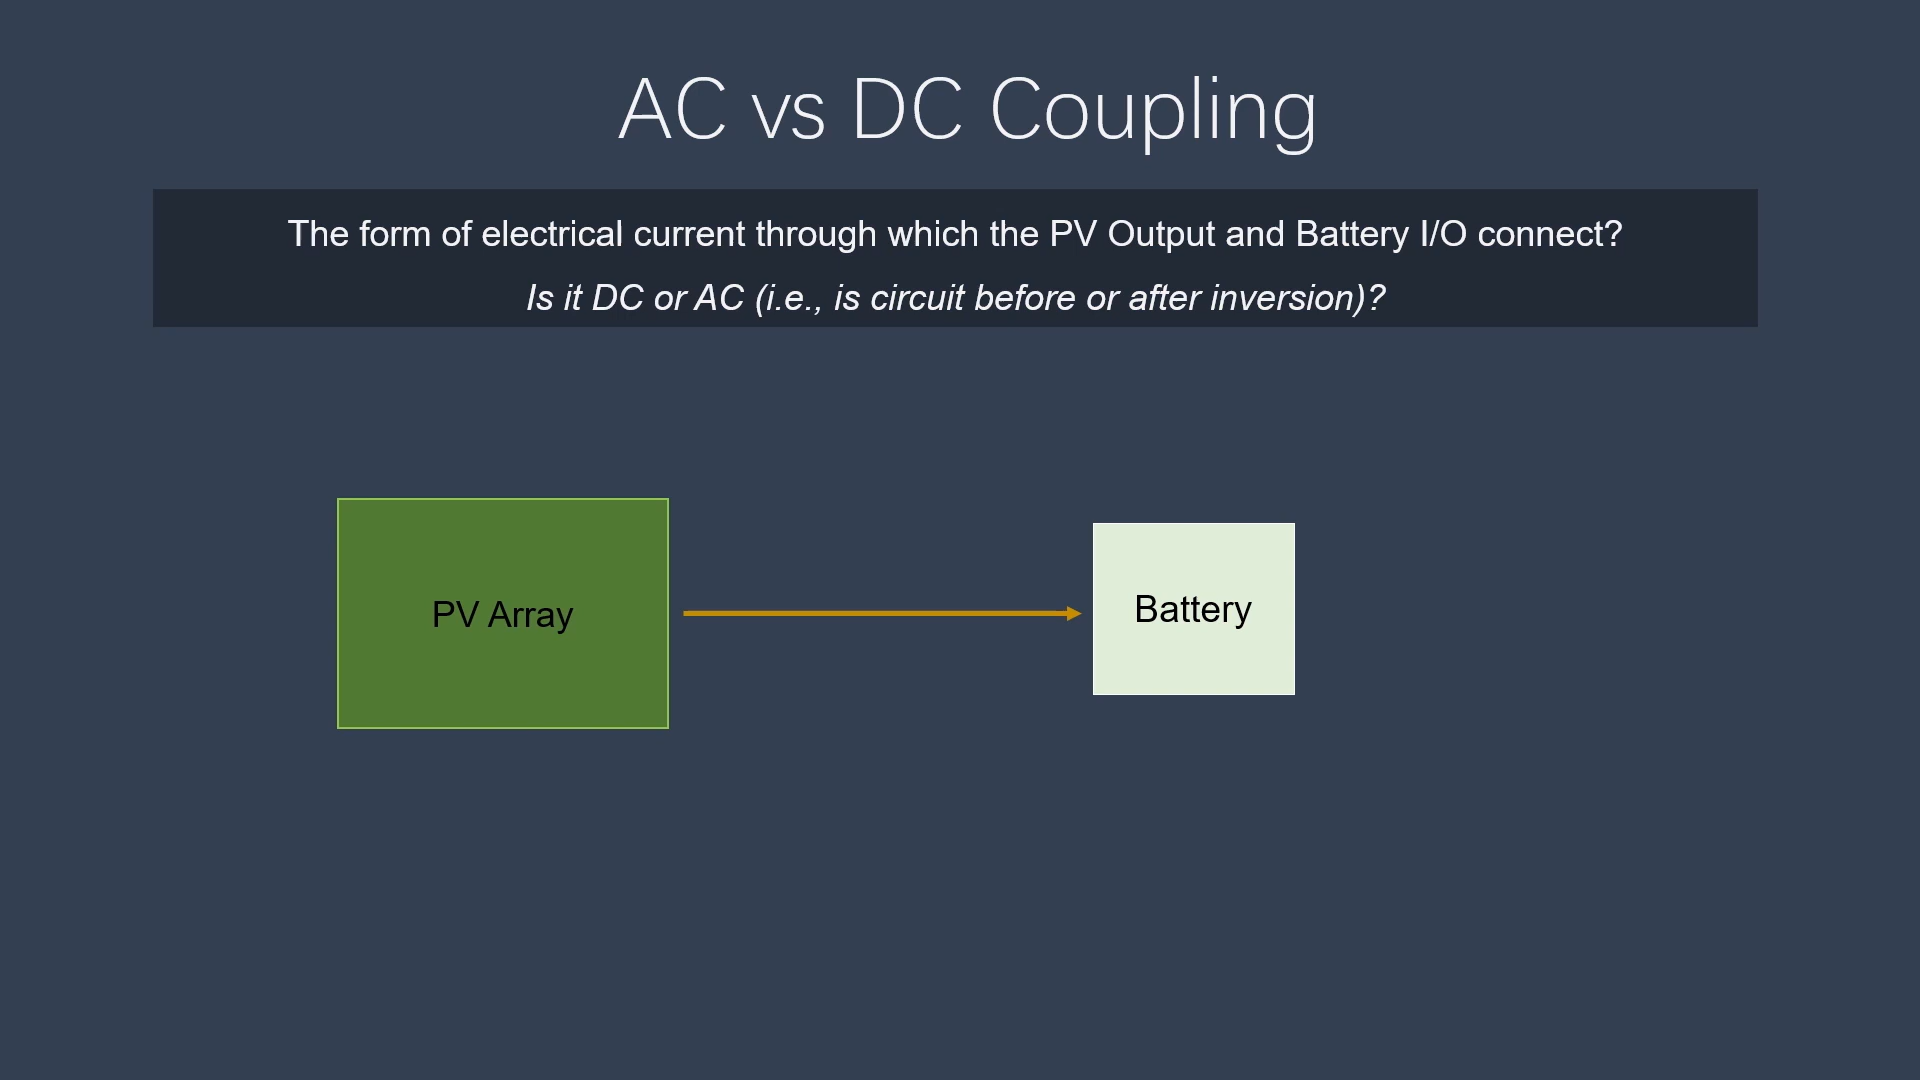 AC vs DC Coupling
The form of electrical current through which the PV Output and Battery I/O connect?
Is it DC or AC (i.e., is circuit before or after inversion)?
PV Array
Battery